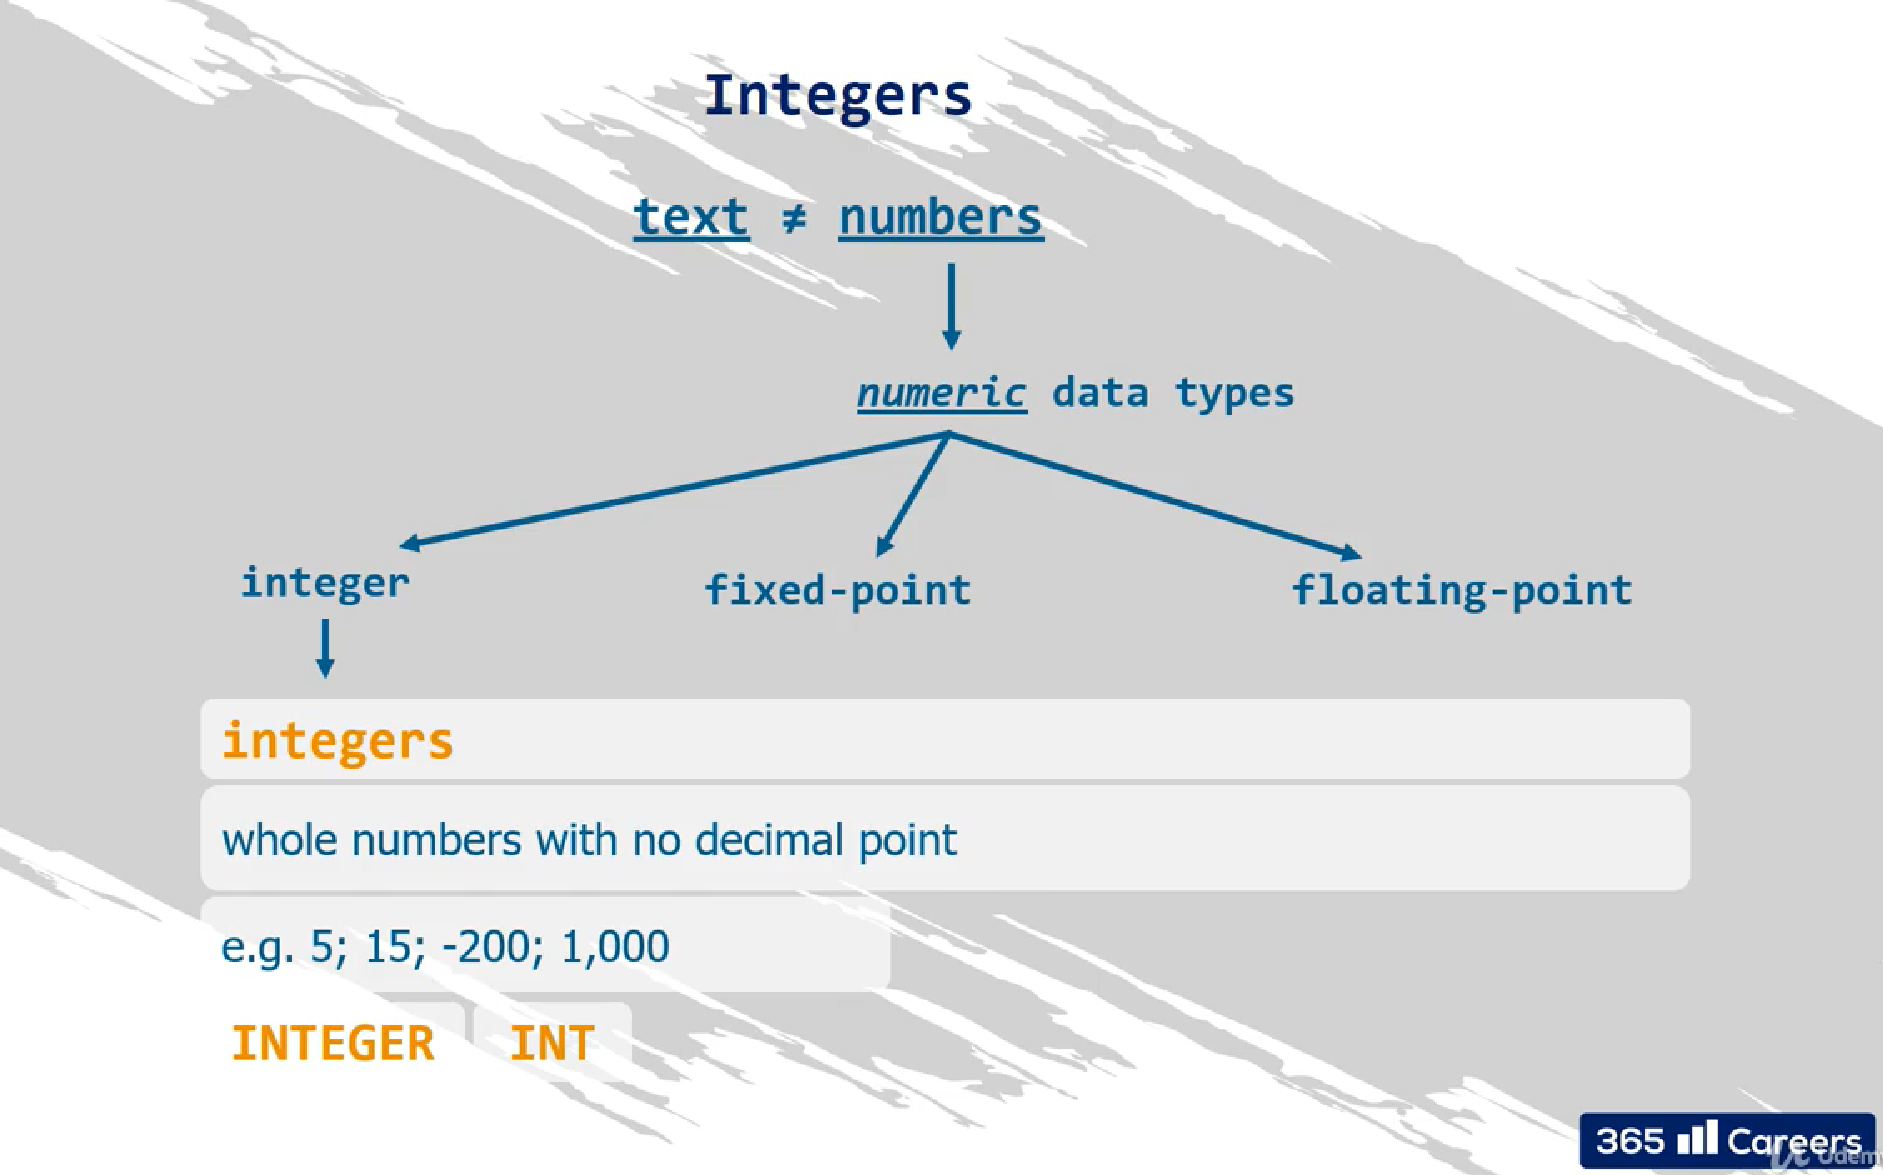 Integers
text ≠ numbers
numeric data types
integer
fixed-point
floating-point
integers
whole numbers with no decimal point
e.g. 5; 15; -200; 1,000
INTEGER INT
365 Careers
Udemy